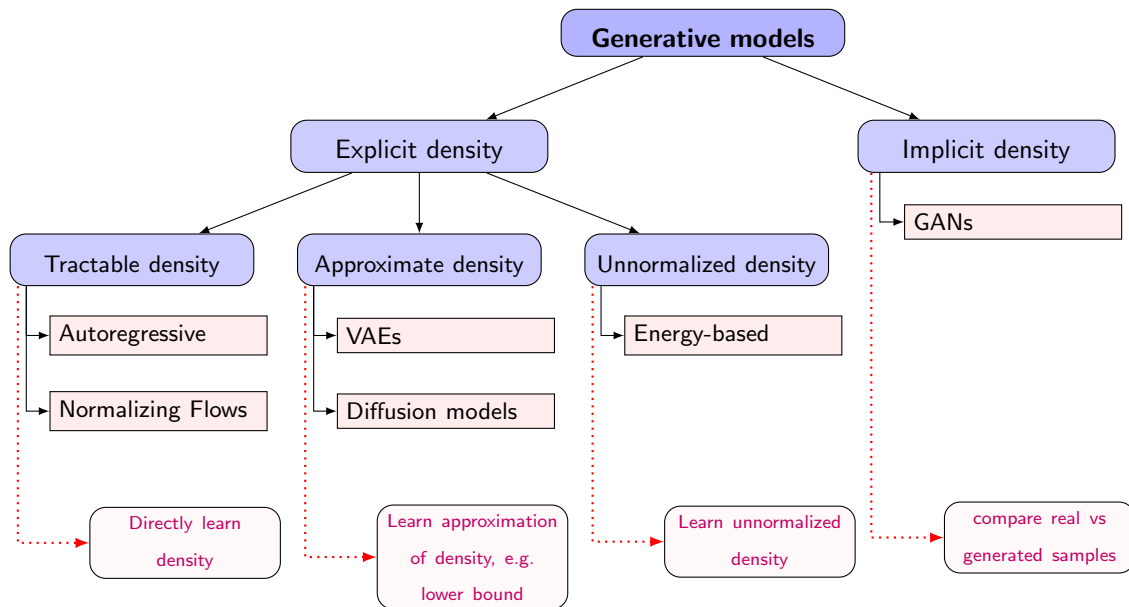 Generative models
Explicit density
Implicit density
GANs
Tractable density
Approximate density
Unnormalized density
Autoregressive
VAEs
Energy-based
Normalizing Flows
Diffusion models
Directly learn
density
Learn approximation
of density, e.g.
lower bound
Learn unnormalized
density
compare real vs
generated samples